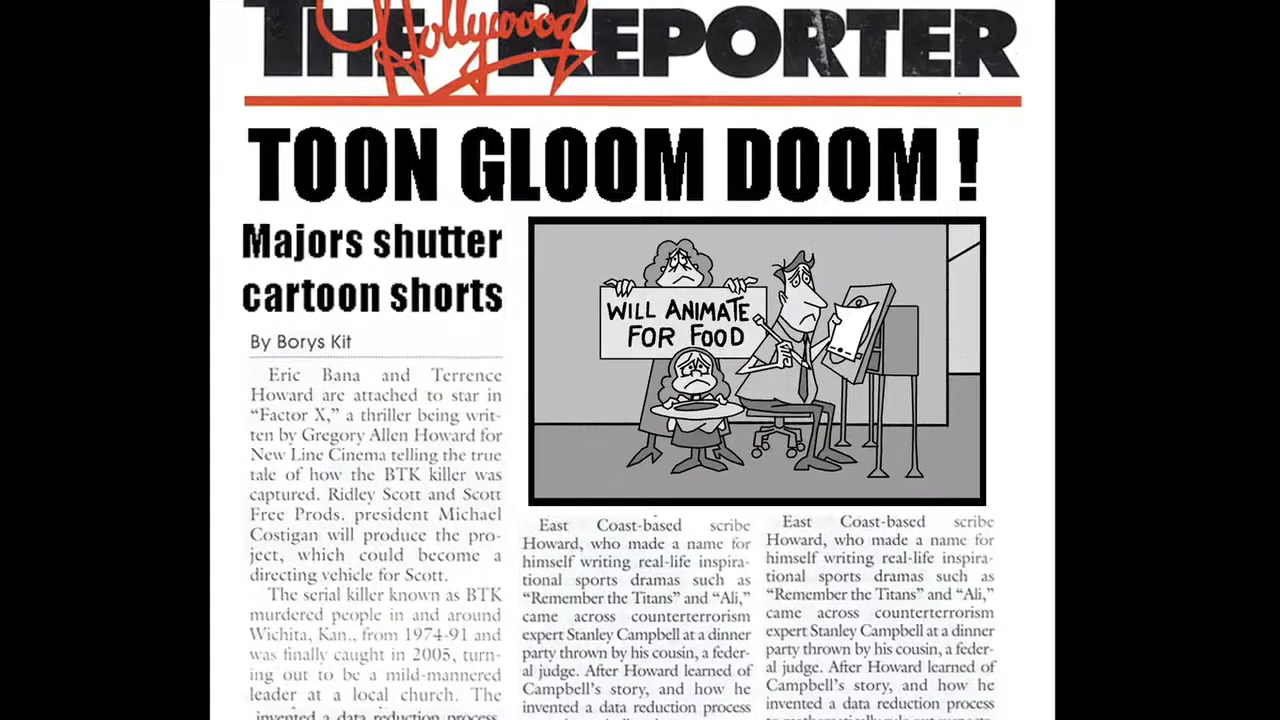 THE Hollywood REPORTER
TOON GLOOM DOOM !
Majors shutter
cartoon shorts
By Borys Kit
Eric Bana and Terrence
Howard are attached to star in
“Factor X,” a thriller being writ-
ten by Gregory Allen Howard for
New Line Cinema telling the true
tale of how the BTK killer was
captured. Ridley Scott and Scott
Free Prods. president Michael
Costigan will produce the pro-
ject, which could become a
directing vehicle for Scott.
The serial killer known as BTK
murdered people in and around
Wichita, Kan., from 1974-91 and
was finally caught in 2005, turn-
ing out to be a mild-mannered
leader at a local church. The
invented a data reduction process,
WILL ANIMATE
FOR FOOD
East Coast-based scribe
Howard, who made a name for
himself writing real-life inspira-
tional sports dramas such as
“Remember the Titans” and “Ali,”
came across counterterrorism
expert Stanley Campbell at a dinner
party thrown by his cousin, a feder-
al judge. After Howard learned of
Campbell’s story, and how he
invented a data reduction process
East Coast-based scribe
Howard, who made a name for
himself writing real-life inspira-
tional sports dramas such as
“Remember the Titans” and “Ali,”
came across counterterrorism
expert Stanley Campbell at a dinner
party thrown by his cousin, a feder-
al judge. After Howard learned of
Campbell’s story, and how he
invented a data reduction process